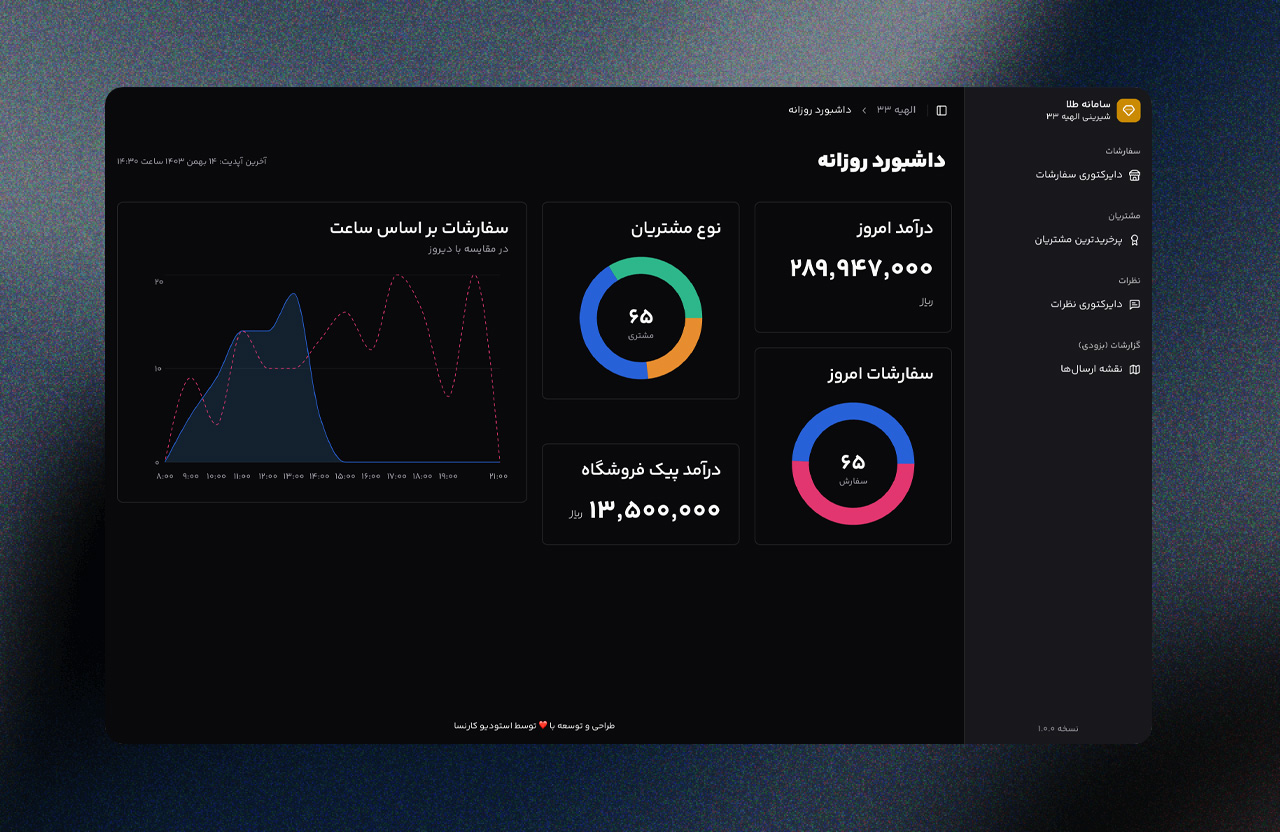 سامانه طلا
شیرینی الهیه ۳۳
سفارشات
دایرکتوری سفارشات
مشتریان
پرخریدترین مشتریان
نظرات
دایرکتوری نظرات
گزارشات (بزودی)
نقشه ارسال‌ها
نسخه ۱.۰.۰
الهیه ۳۳ > داشبورد روزانه
داشبورد روزانه
آخرین آپدیت: ۱۴ بهمن ۱۴۰۳ ساعت ۱۴:۳۰
درآمد امروز
۲۸۹,۹۴۷,۰۰۰
ریال
سفارشات امروز
۶۵
سفارش
نوع مشتریان
۶۵
مشتری
درآمد پیک فروشگاه
۱۳,۵۰۰,۰۰۰ ریال
سفارشات بر اساس ساعت
در مقایسه با دیروز
۲۰
۱۰
۰
۸:۰۰ ۹:۰۰ ۱۰:۰۰ ۱۱:۰۰ ۱۲:۰۰ ۱۳:۰۰ ۱۴:۰۰ ۱۵:۰۰ ۱۶:۰۰ ۱۷:۰۰ ۱۸:۰۰ ۱۹:۰۰ ۲۱:۰۰
طراحی و توسعه با ❤️ توسط استودیو کارنسا